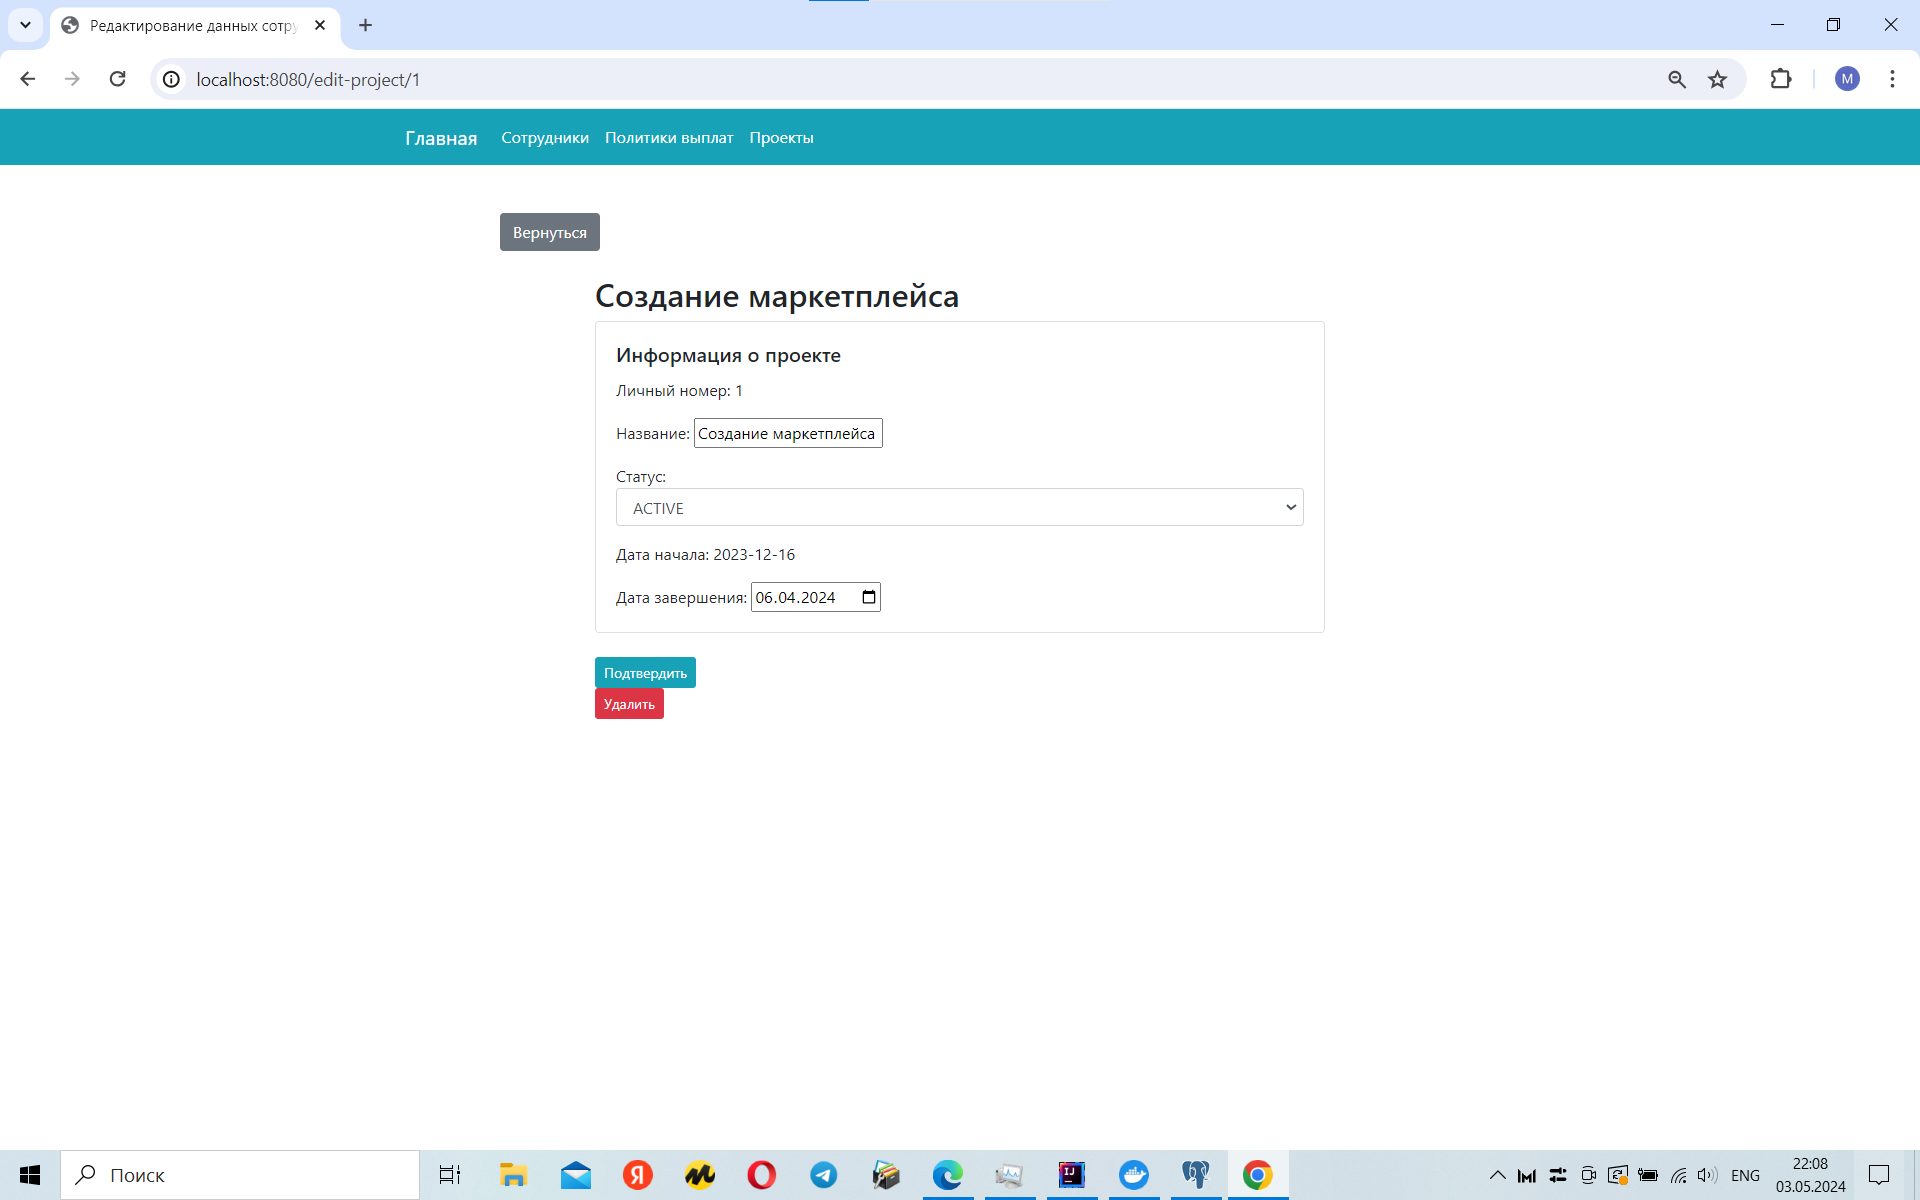 Редактирование данных сотру
localhost:8080/edit-project/1
M
Главная Сотрудники Политики выплат Проекты
Вернуться
Создание маркетплейса
Информация о проекте
Личный номер: 1
Название: Создание маркетплейса
Статус:
ACTIVE
Дата начала: 2023-12-16
Дата завершения: 06.04.2024
Подтвердить
Удалить
Поиск
ENG
22:08
03.05.2024